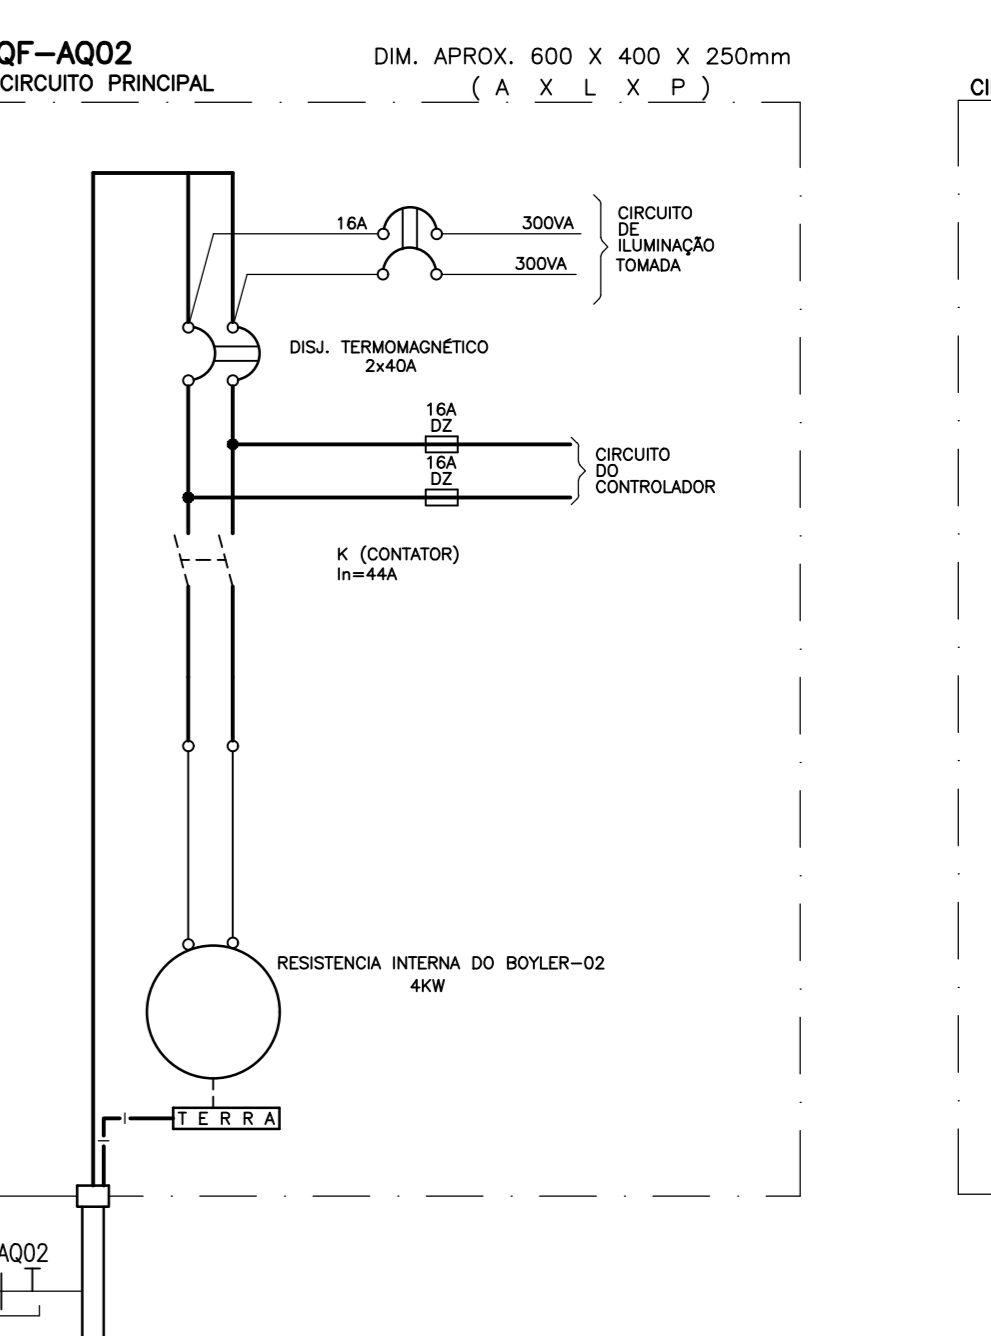 QF-AQ02
CIRCUITO PRINCIPAL
DIM. APROX. 600 X 400 X 250mm
( A X L X P )
16A
300VA
300VA
CIRCUITO
DE
ILUMINAÇÃO
TOMADA
DISJ. TERMOMAGNÉTICO
2x40A
16A
DZ
16A
DZ
CIRCUITO
DO
CONTROLADOR
K (CONTATOR)
In=44A
RESISTENCIA INTERNA DO BOYLER-02
4KW
TERRA
AQ02